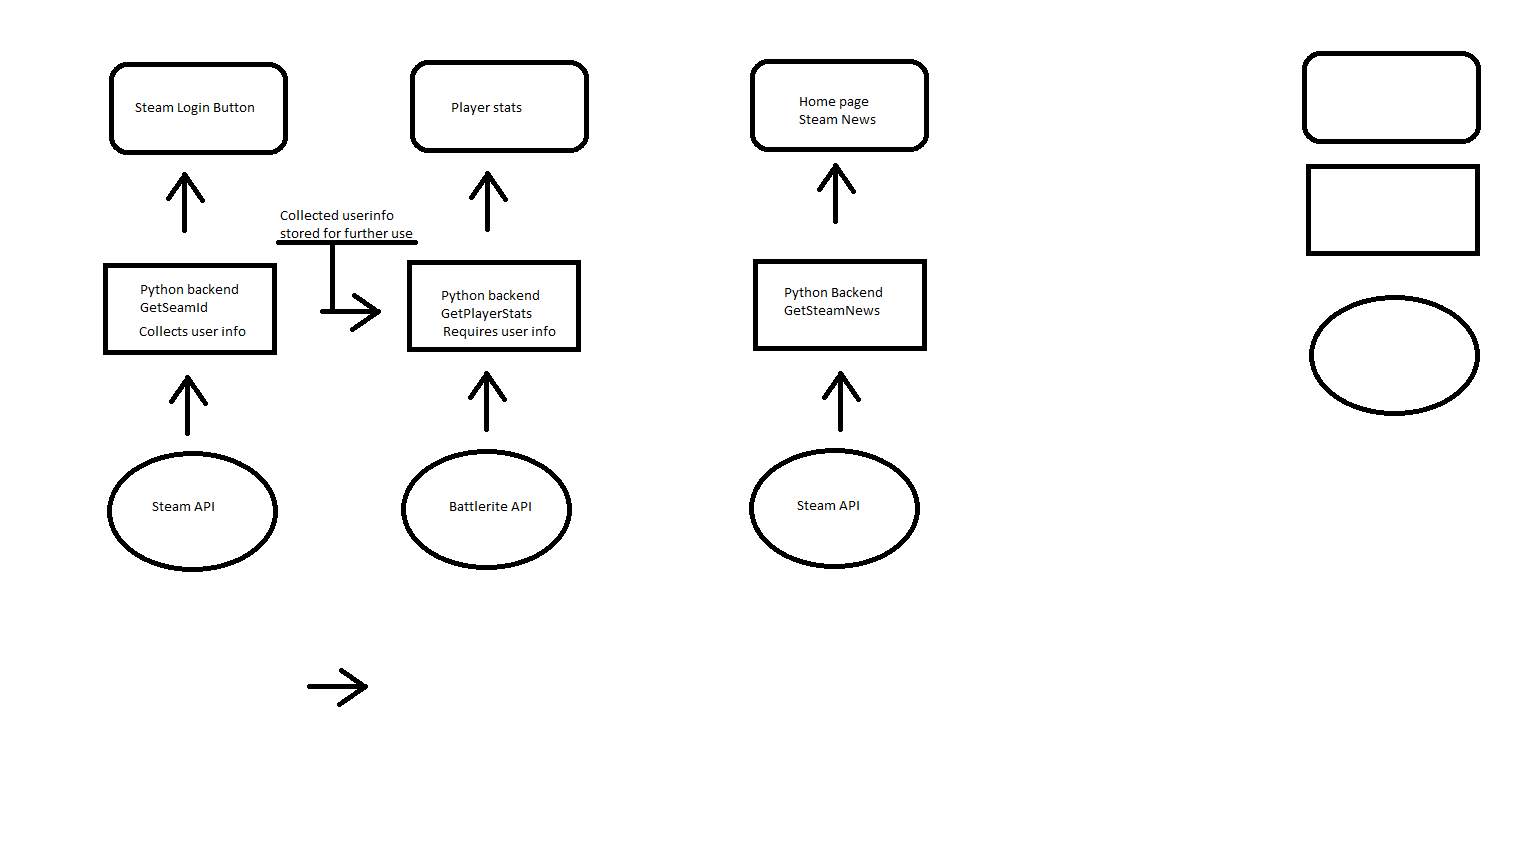 Steam Login Button
Player stats
Home page
Steam News
Collected userinfo
stored for further use
Python backend
GetSeamId
Collects user info
Python backend
GetPlayerStats
Requires user info
Python Backend
GetSteamNews
Steam API
Battlerite API
Steam API